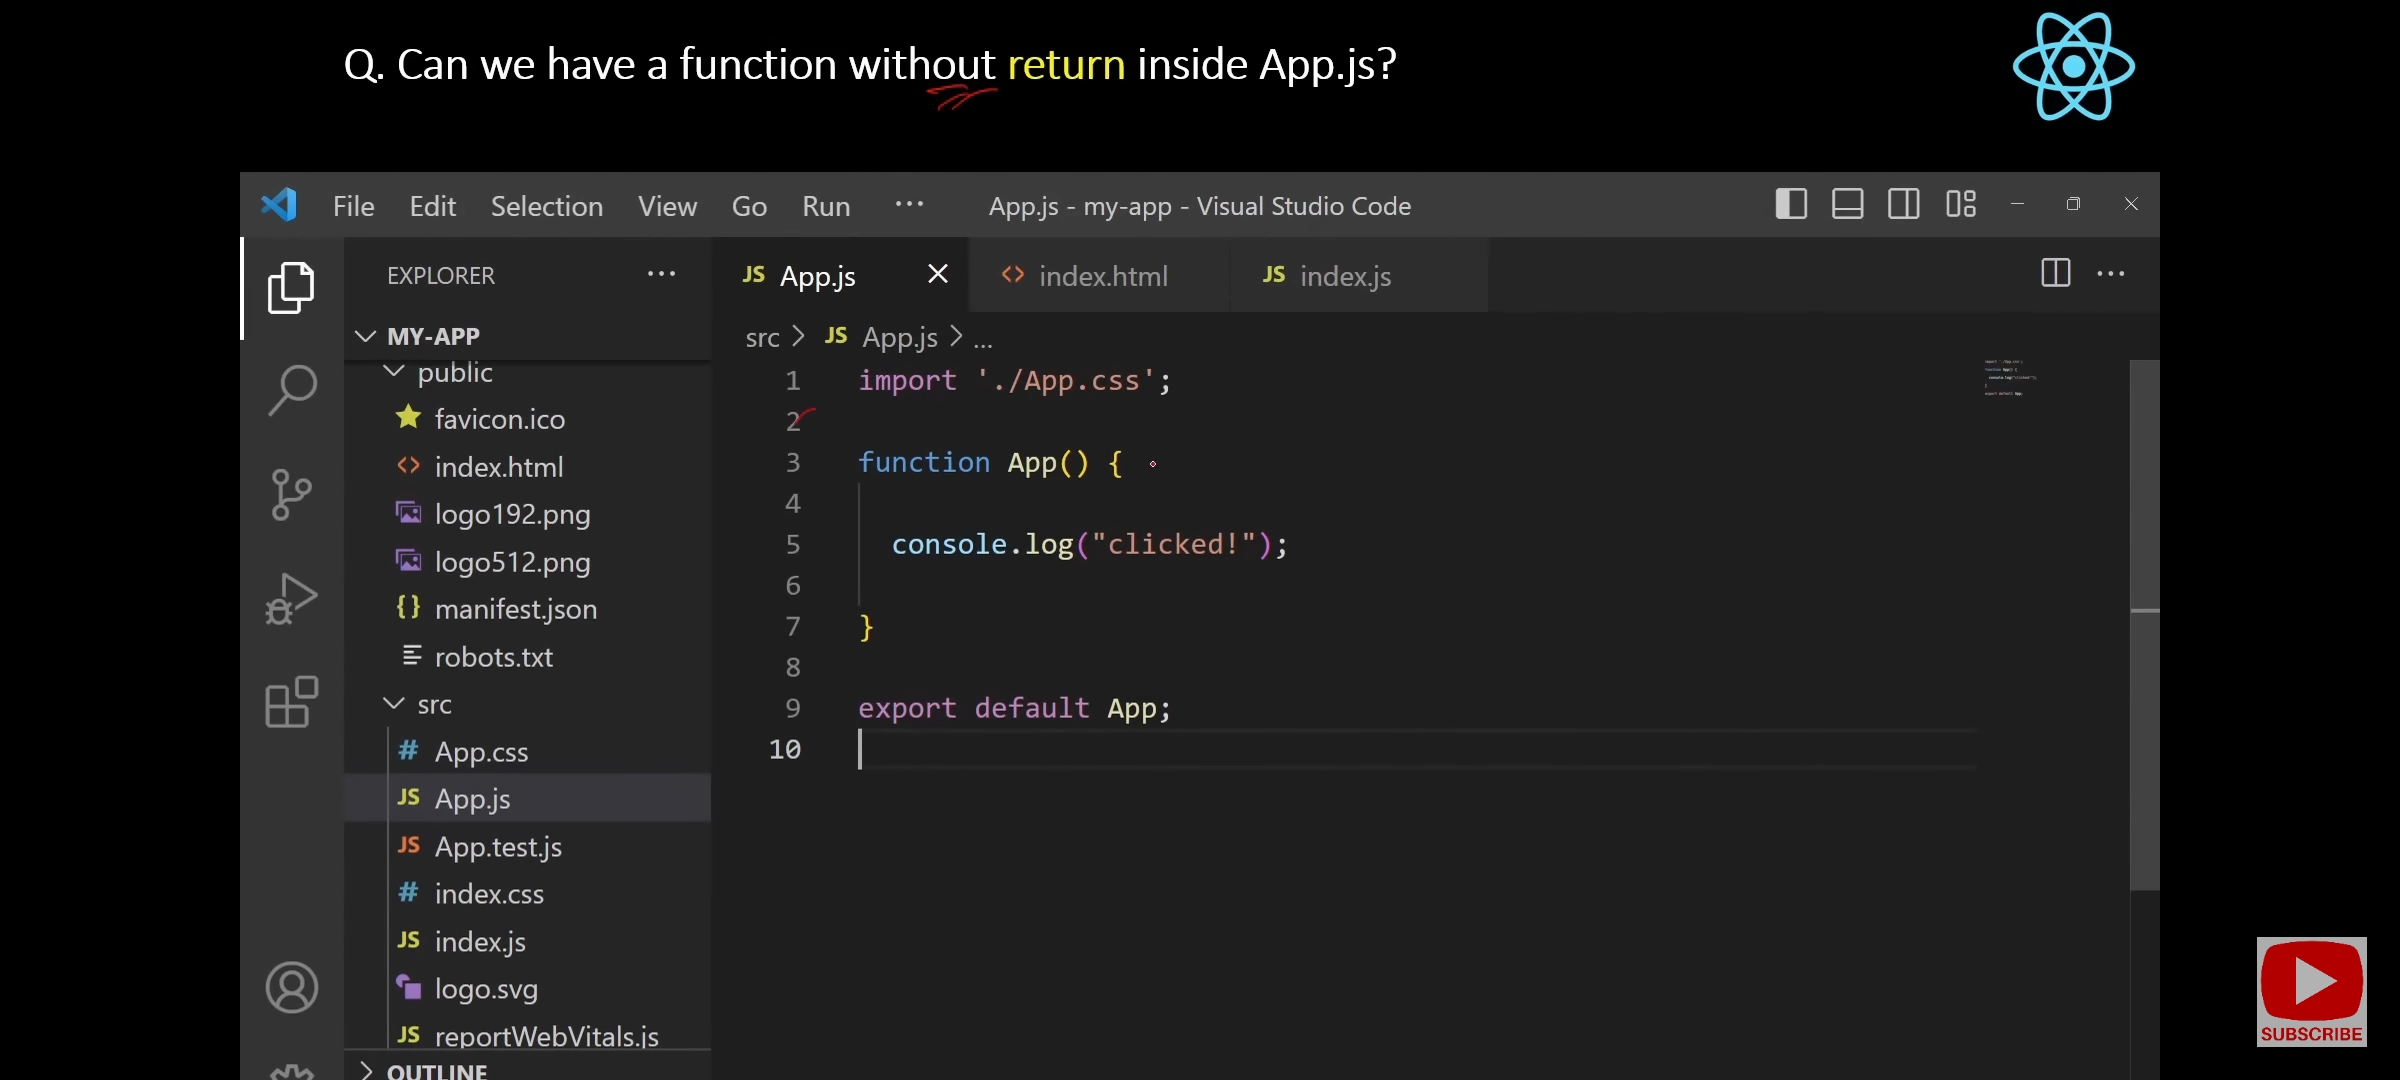 Q. Can we have a function without return inside App.js?
File Edit Selection View Go Run ... App.js - my-app - Visual Studio Code
EXPLORER ...
JS App.js
index.html
JS index.js
MY-APP
src > JS App.js > ...
public
favicon.ico
index.html
logo192.png
logo512.png
manifest.json
robots.txt
src
# App.css
JS App.js
JS App.test.js
# index.css
JS index.js
logo.svg
JS reportWebVitals.js
OUTLINE
1 import './App.css';
2
3 function App() {
4
5 console.log("clicked!");
6
7 }
8
9 export default App;
10
SUBSCRIBE